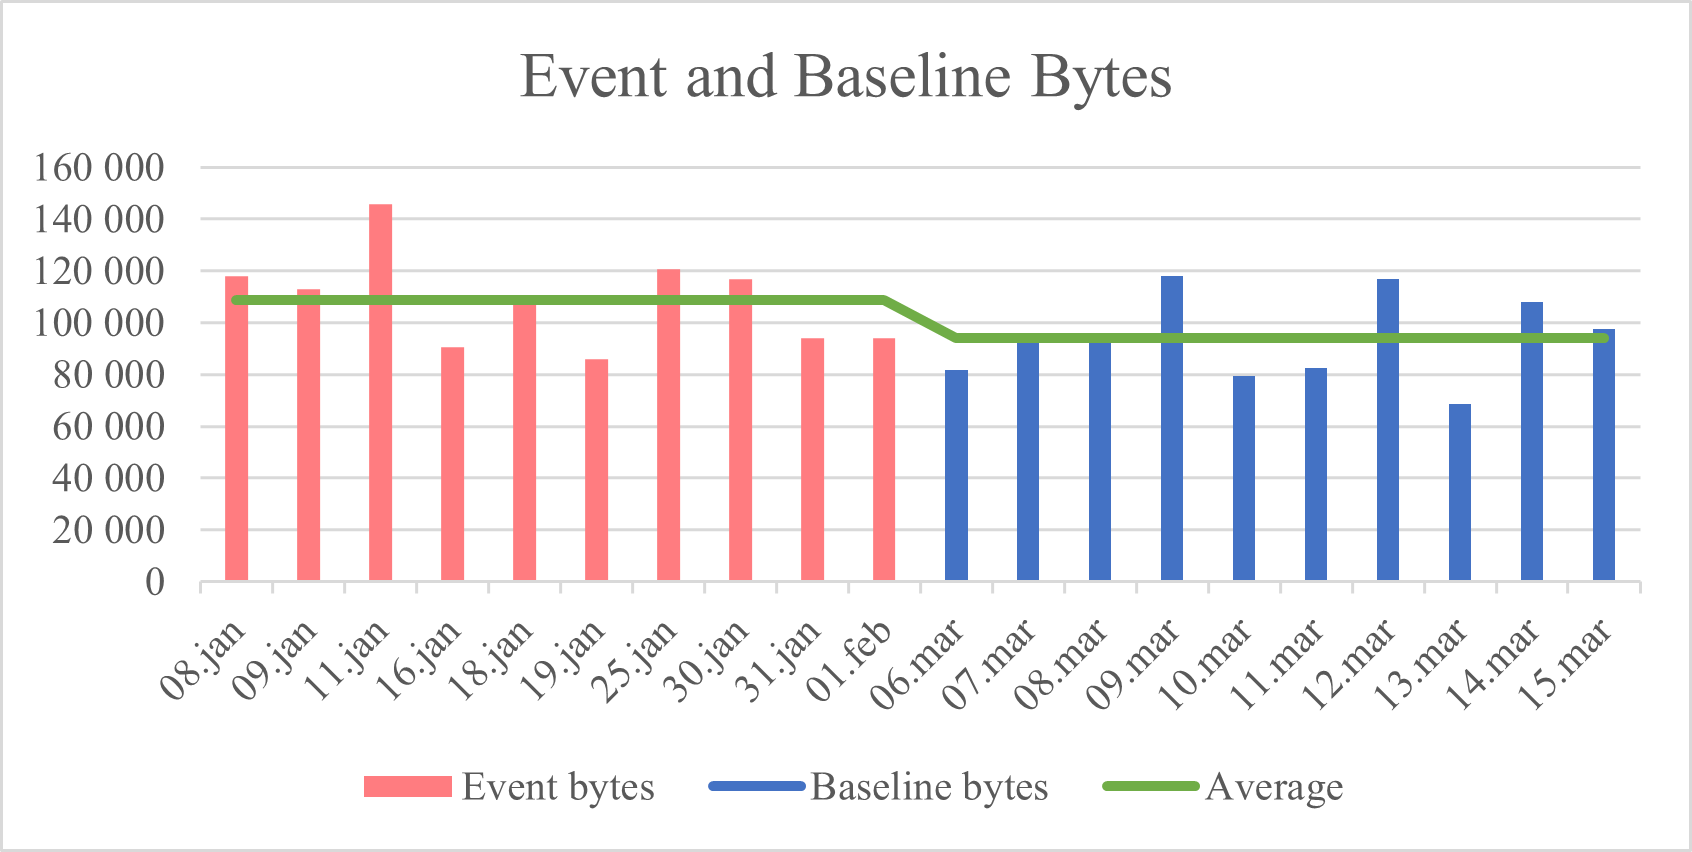 Event and Baseline Bytes
160 000
140 000
120 000
100 000
80 000
60 000
40 000
20 000
0
08.jan
09.jan
11.jan
16.jan
18.jan
19.jan
25.jan
30.jan
31.jan
01.feb
06.mar
07.mar
08.mar
09.mar
10.mar
11.mar
12.mar
13.mar
14.mar
15.mar
Event bytes
Baseline bytes
Average